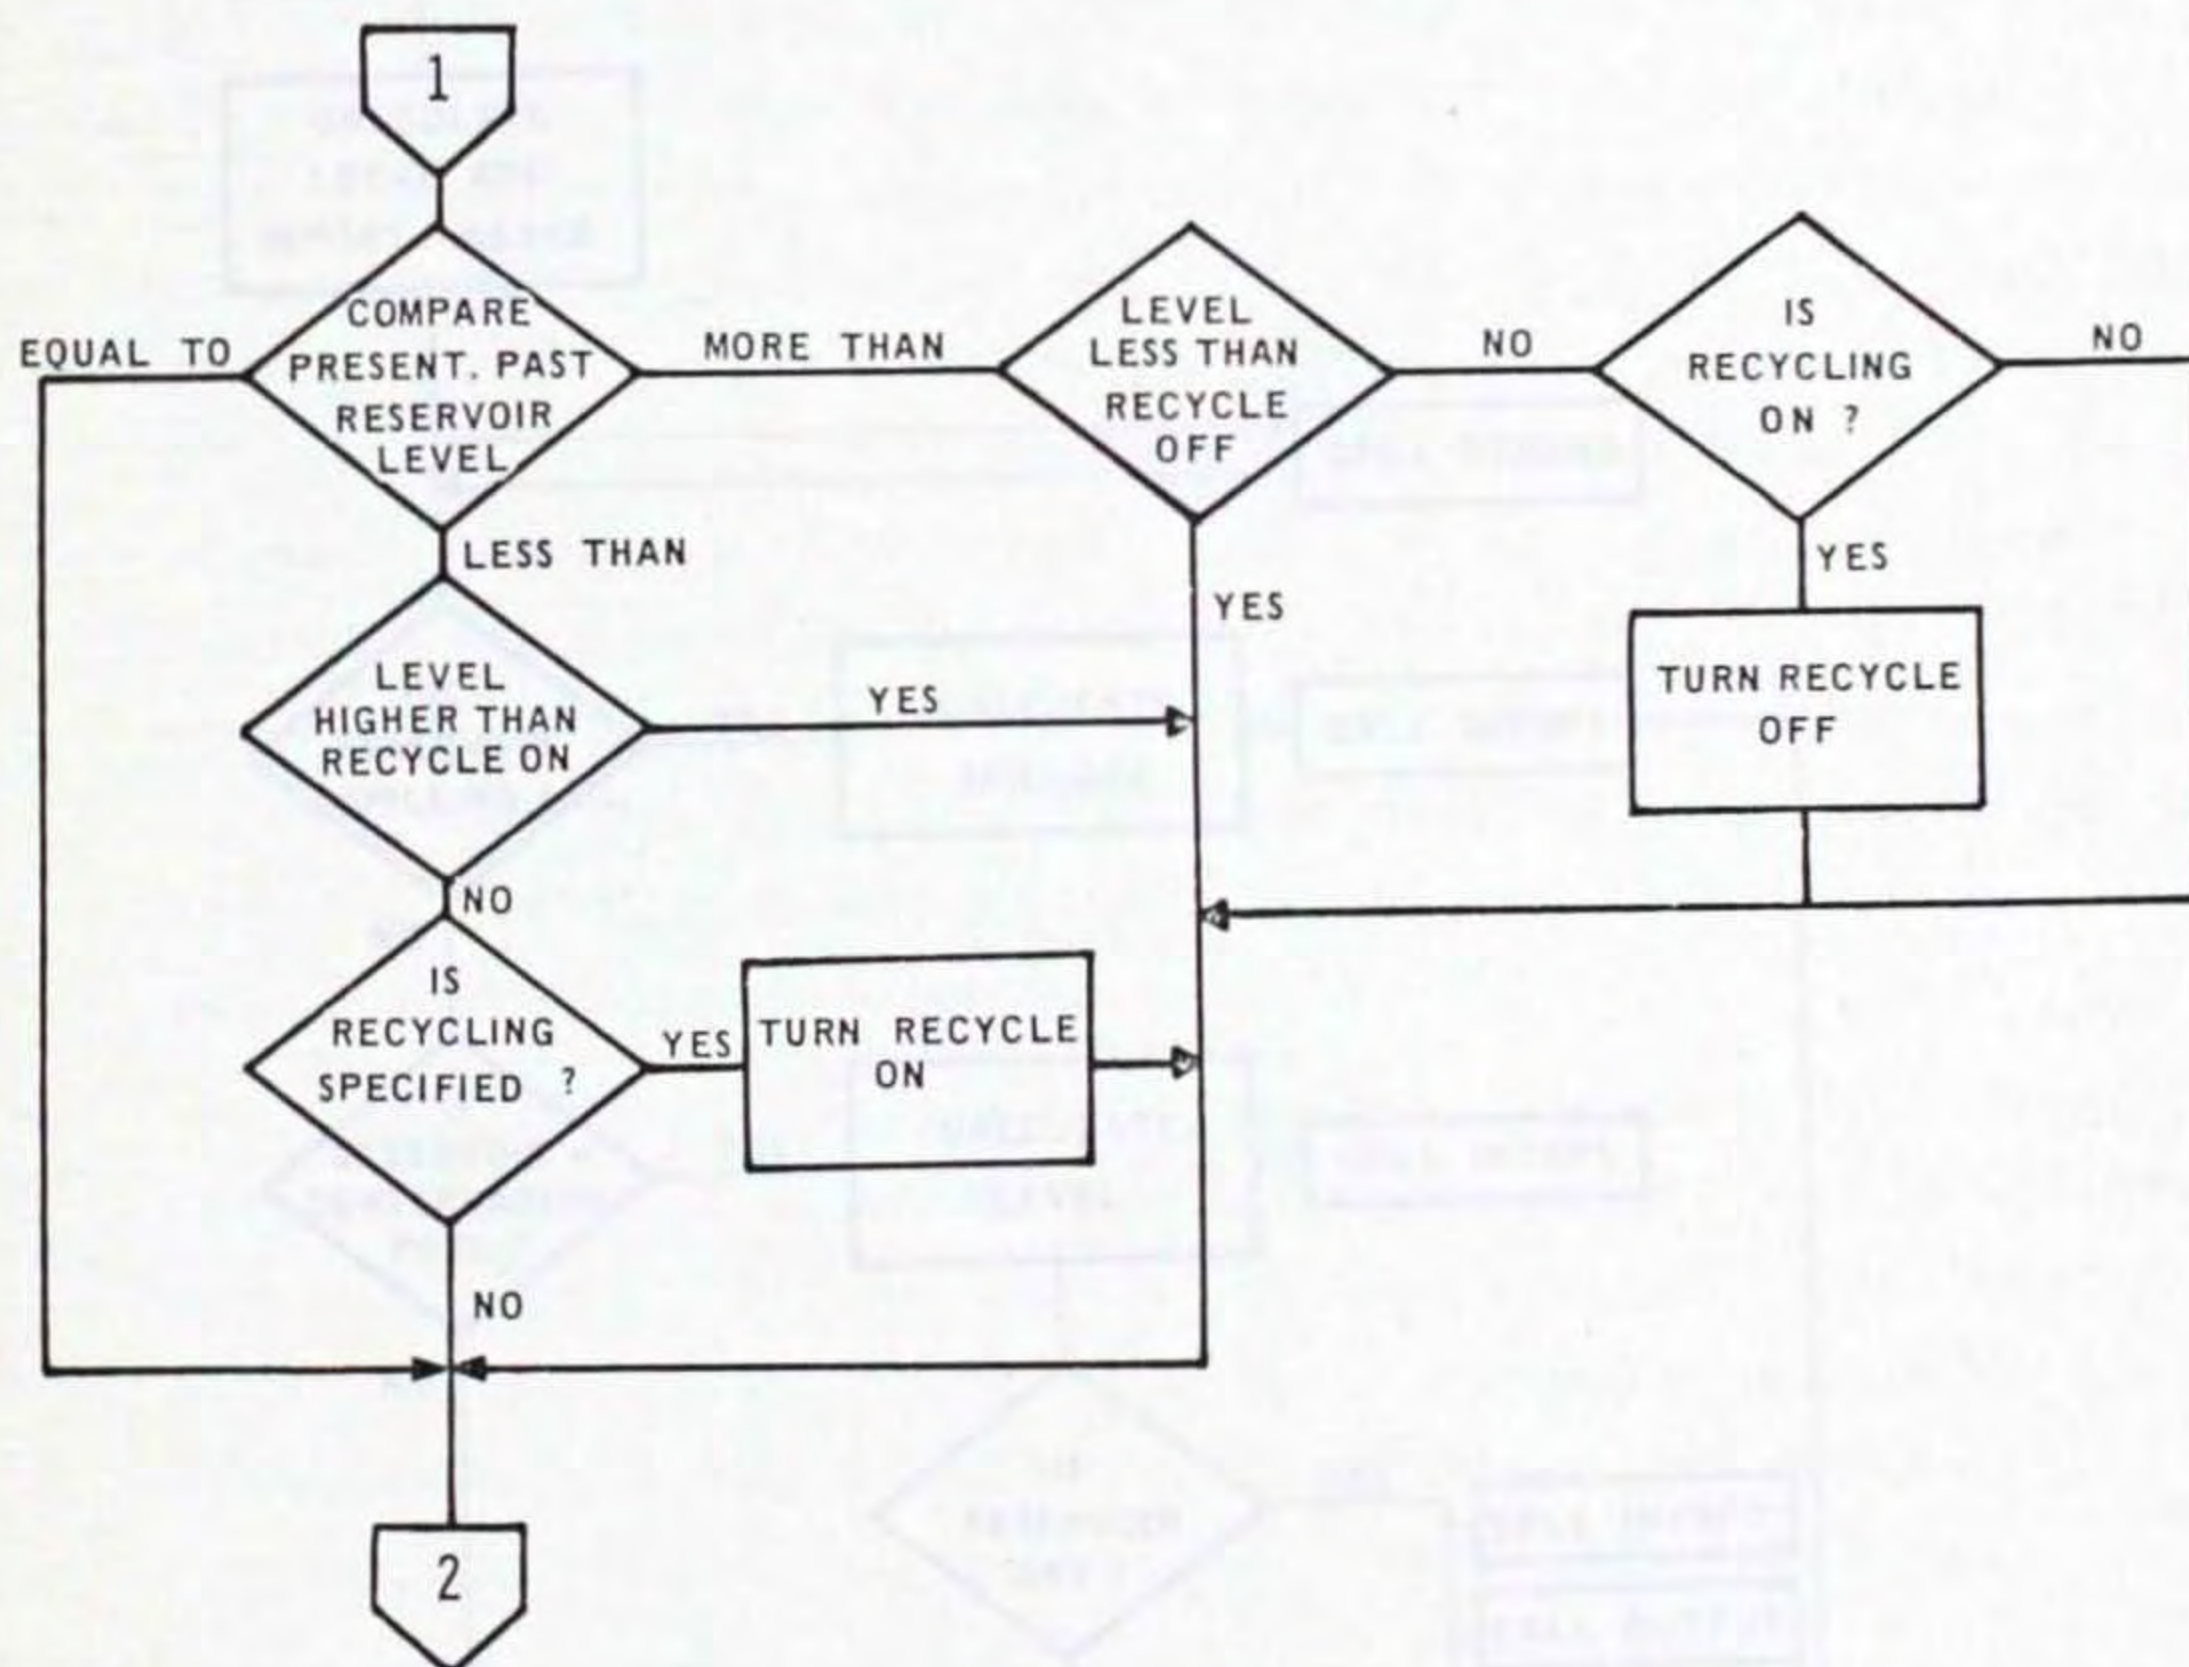 1
COMPARE
PRESENT. PAST
RESERVOIR
LEVEL
EQUAL TO
MORE THAN
LEVEL
LESS THAN
RECYCLE
OFF
NO
IS
RECYCLING
ON ?
NO
LESS THAN
YES
YES
TURN RECYCLE
OFF
LEVEL
HIGHER THAN
RECYCLE ON
YES
NO
IS
RECYCLING
SPECIFIED ?
YES
TURN RECYCLE
ON
NO
2